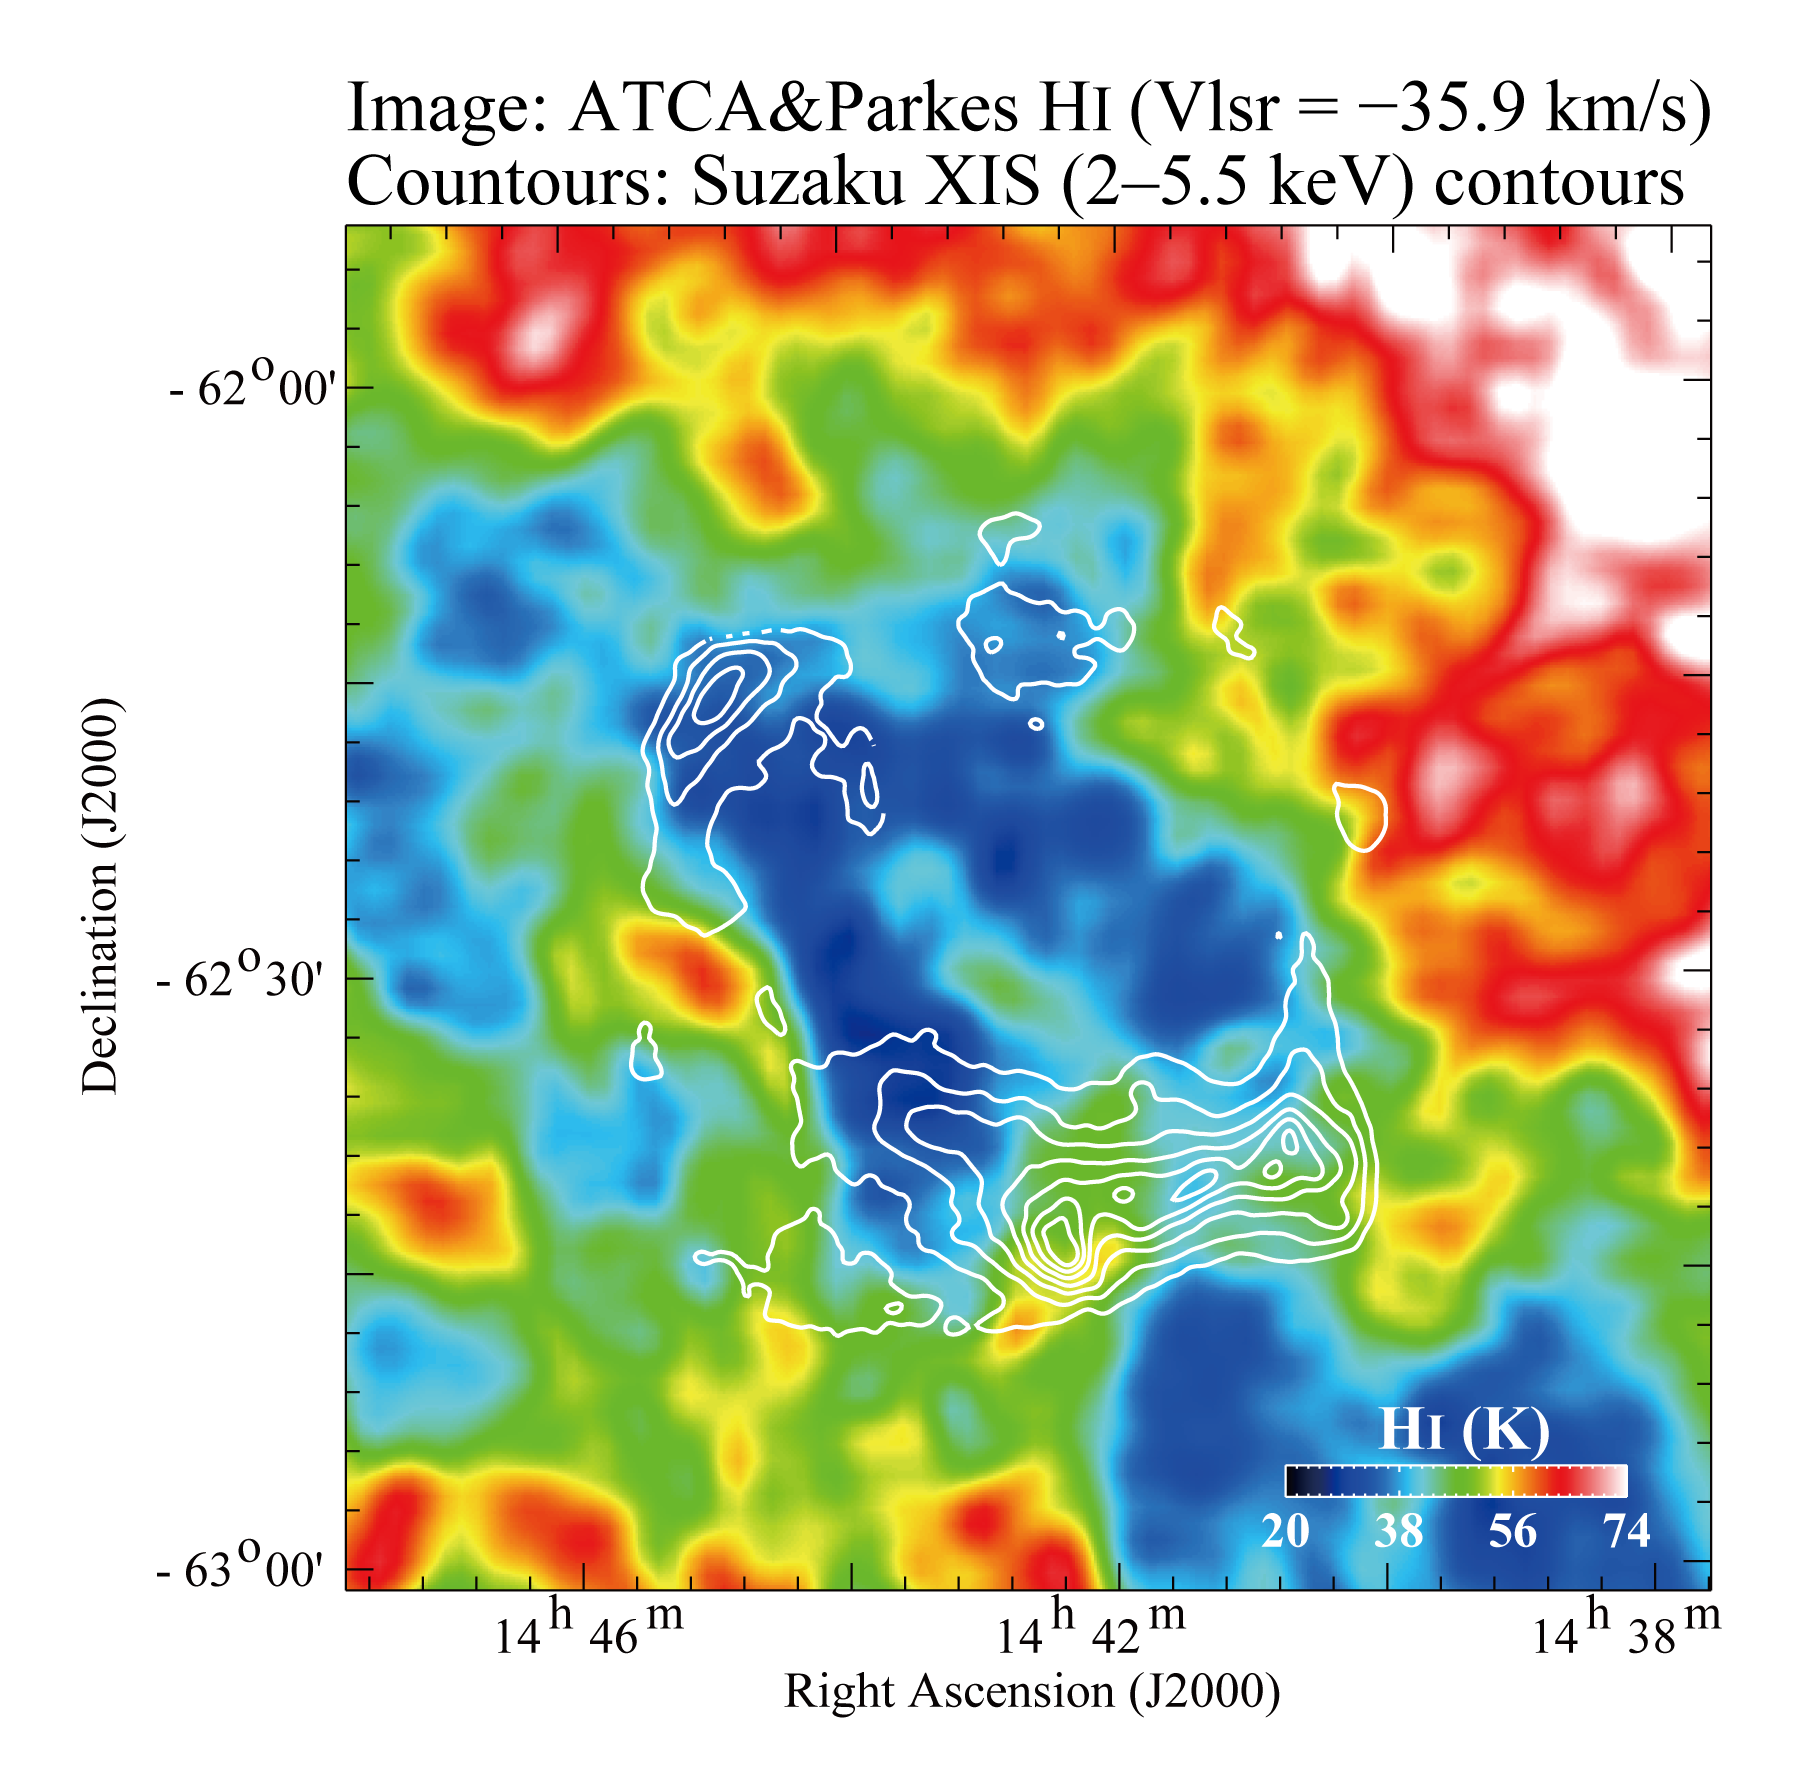 Image: ATCA&Parkes HI (Vlsr = −35.9 km/s)
Countours: Suzaku XIS (2–5.5 keV) contours
- 62° 00'
- 62° 30'
- 63° 00'
Declination (J2000)
HI (K)
20 38 56 74
14h 46m 14h 42m 14h 38m
Right Ascension (J2000)